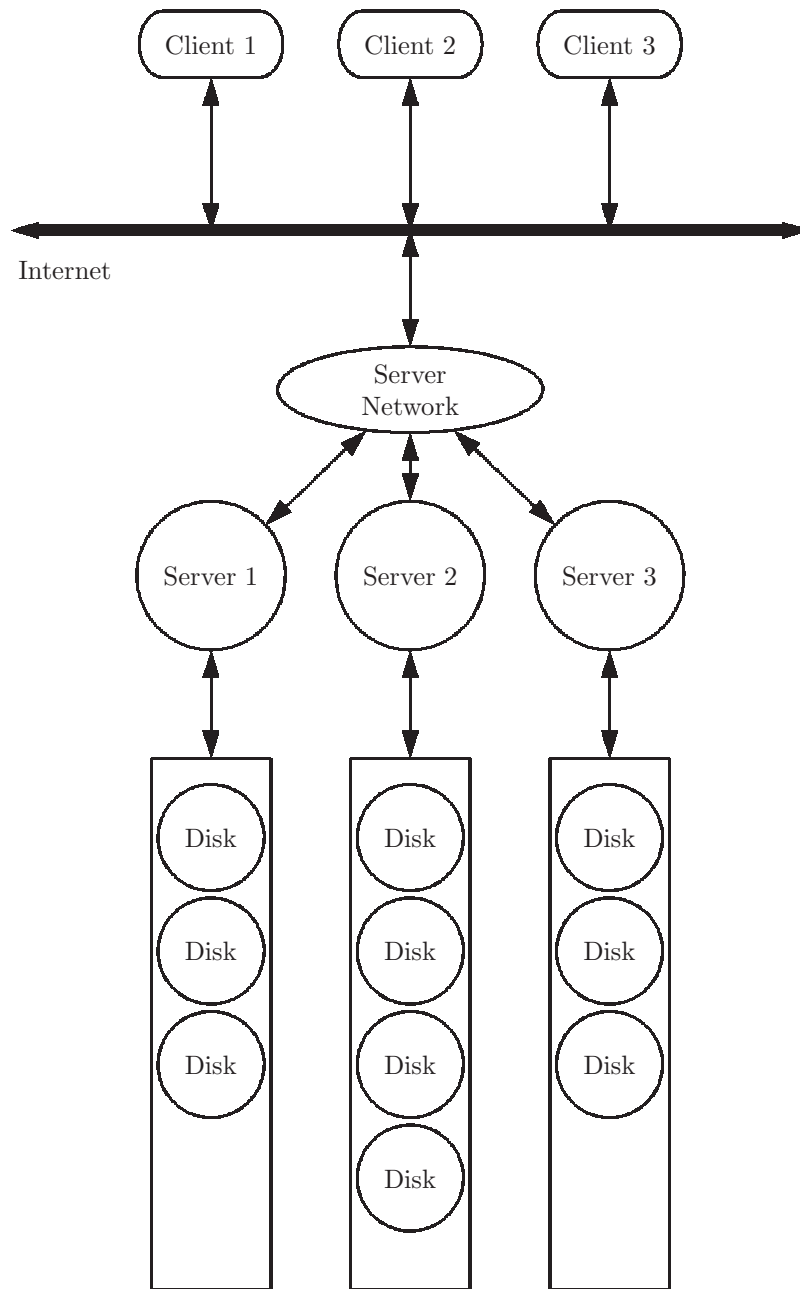 Client 1
Client 2
Client 3
Internet
Server
Network
Server 1
Server 2
Server 3
Disk
Disk
Disk
Disk
Disk
Disk
Disk
Disk
Disk
Disk